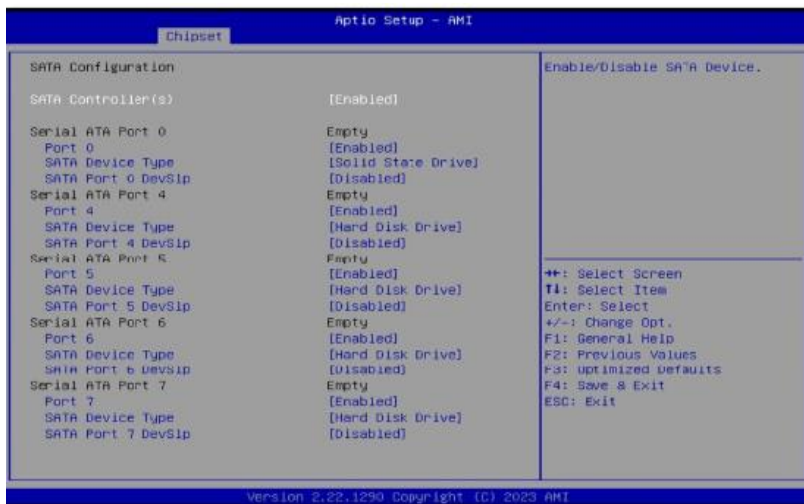 Aptio Setup - AMI
Chipset
SATA Configuration
SATA Controller(s) [Enabled]
Serial ATA Port 0 Empty
Port 0 [Enabled]
SATA Device Type [Solid State Drive]
SATA Port 0 DevSlp [Disabled]
Serial ATA Port 4 Empty
Port 4 [Enabled]
SATA Device Type [Hard Disk Drive]
SATA Port 4 DevSlp [Disabled]
Serial ATA Port 5 Empty
Port 5 [Enabled]
SATA Device Type [Hard Disk Drive]
SATA Port 5 DevSlp [Disabled]
Serial ATA Port 6 Empty
Port 6 [Enabled]
SATA Device Type [Hard Disk Drive]
SATA Port 6 DevSlp [Disabled]
Serial ATA Port 7 Empty
Port 7 [Enabled]
SATA Device Type [Hard Disk Drive]
SATA Port 7 DevSlp [Disabled]
Enable/Disable SATA Device.
→←: Select Screen
↑↓: Select Item
Enter: Select
+/-: Change Opt.
F1: General Help
F2: Previous Values
F3: Optimized Defaults
F4: Save & Exit
ESC: Exit
Version 2.22.1290 Copyright (C) 2023 AMI